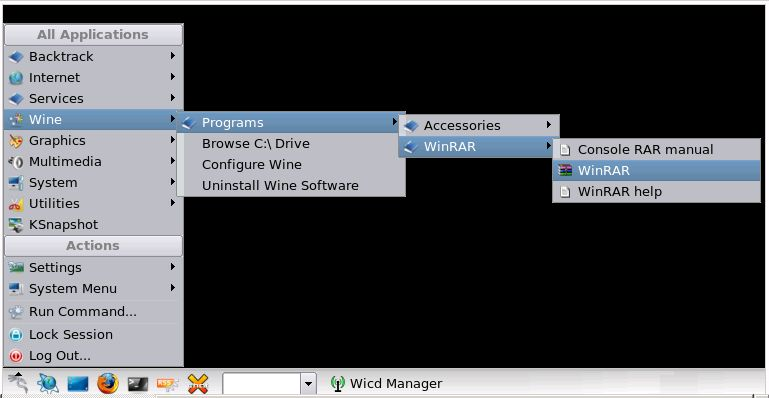 All Applications
Backtrack
Internet
Services
Wine
Graphics
Multimedia
System
Utilities
KSnapshot
Actions
Settings
System Menu
Run Command...
Lock Session
Log Out...
Programs
Browse C:\ Drive
Configure Wine
Uninstall Wine Software
Accessories
WinRAR
Console RAR manual
WinRAR
WinRAR help
Wicd Manager